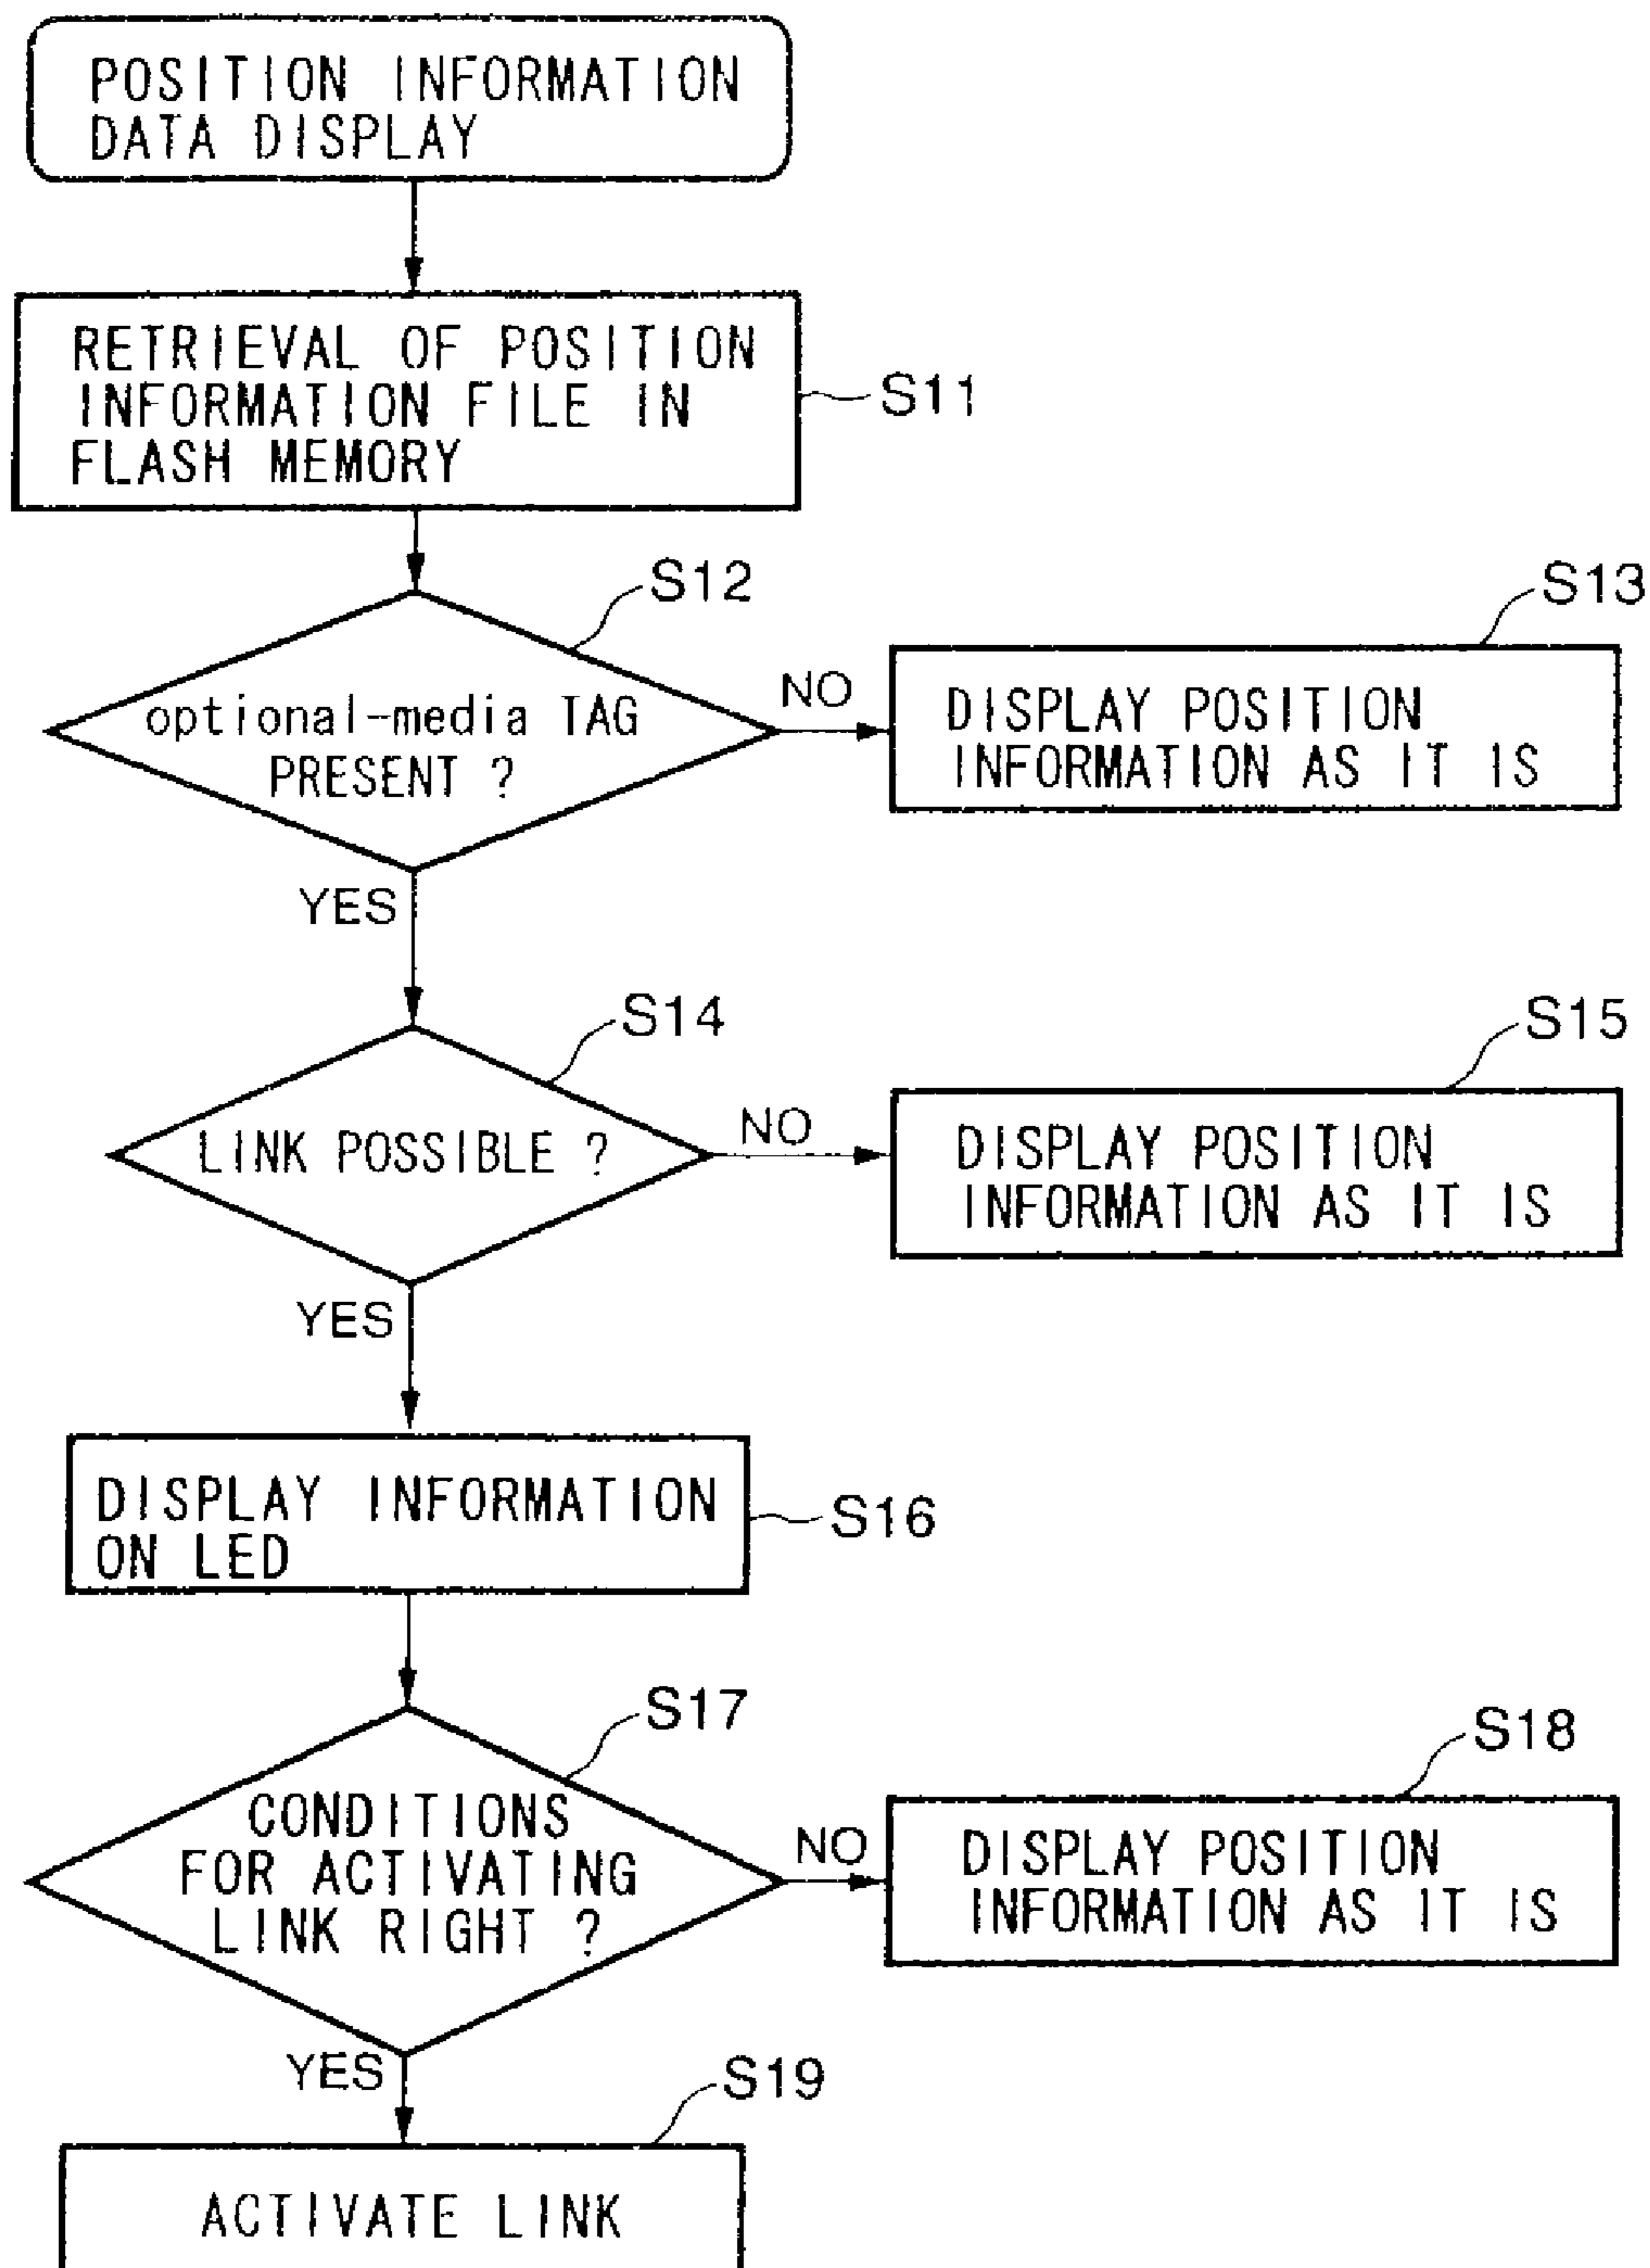 POSITION INFORMATION
DATA DISPLAY
RETRIEVAL OF POSITION
INFORMATION FILE IN
FLASH MEMORY
S11
S12
optional-media TAG
PRESENT ?
NO
S13
DISPLAY POSITION
INFORMATION AS IT IS
YES
S14
LINK POSSIBLE ?
NO
S15
DISPLAY POSITION
INFORMATION AS IT IS
YES
DISPLAY INFORMATION
ON LED
S16
S17
CONDITIONS
FOR ACTIVATING
LINK RIGHT ?
NO
S18
DISPLAY POSITION
INFORMATION AS IT IS
YES
S19
ACTIVATE LINK